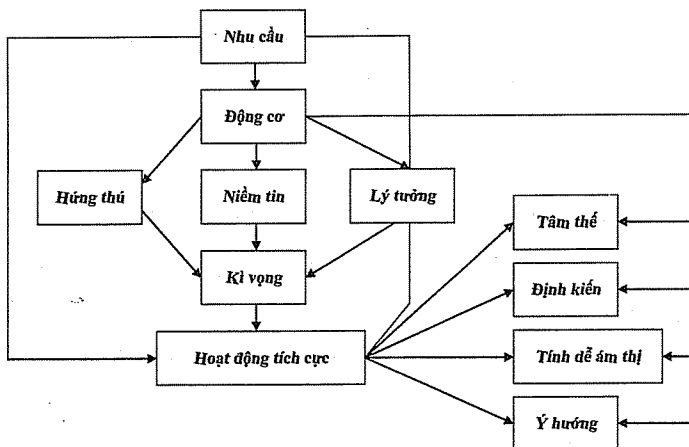 Nhu cầu
Động cơ
Hứng thú
Niềm tin
Lý tưởng
Kì vọng
Hoạt động tích cực
Tâm thế
Định kiến
Tính dễ ám thị
Ý hướng